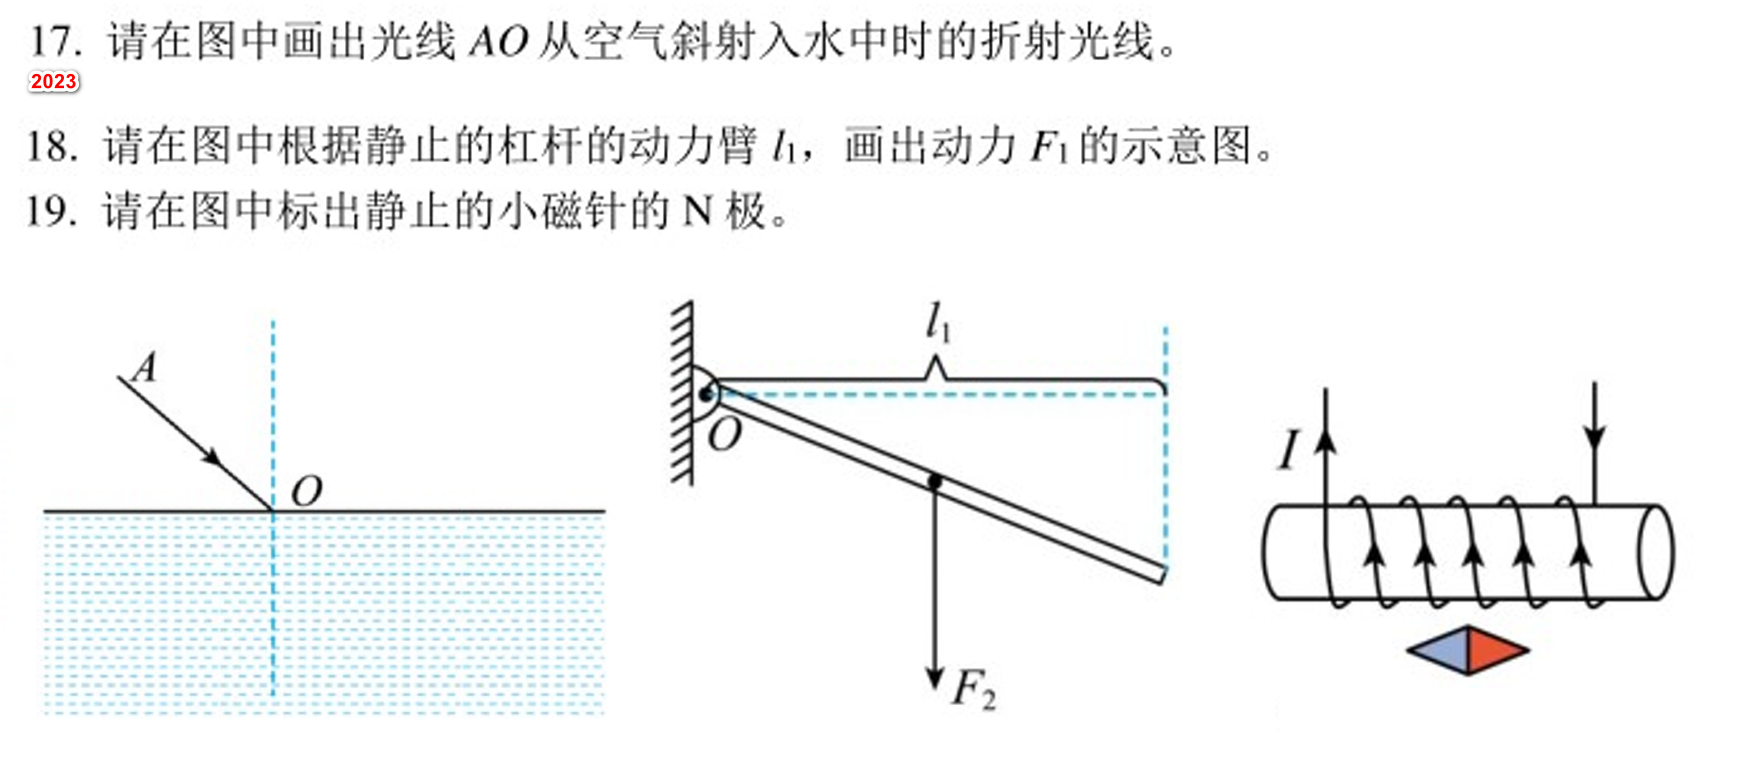 17. 请在图中画出光线 AO 从空气斜射入水中时的折射光线。
2023
18. 请在图中根据静止的杠杆的动力臂 l₁，画出动力 F₁ 的示意图。
19. 请在图中标出静止的小磁针的 N 极。
A
O
l₁
O
F₂
I